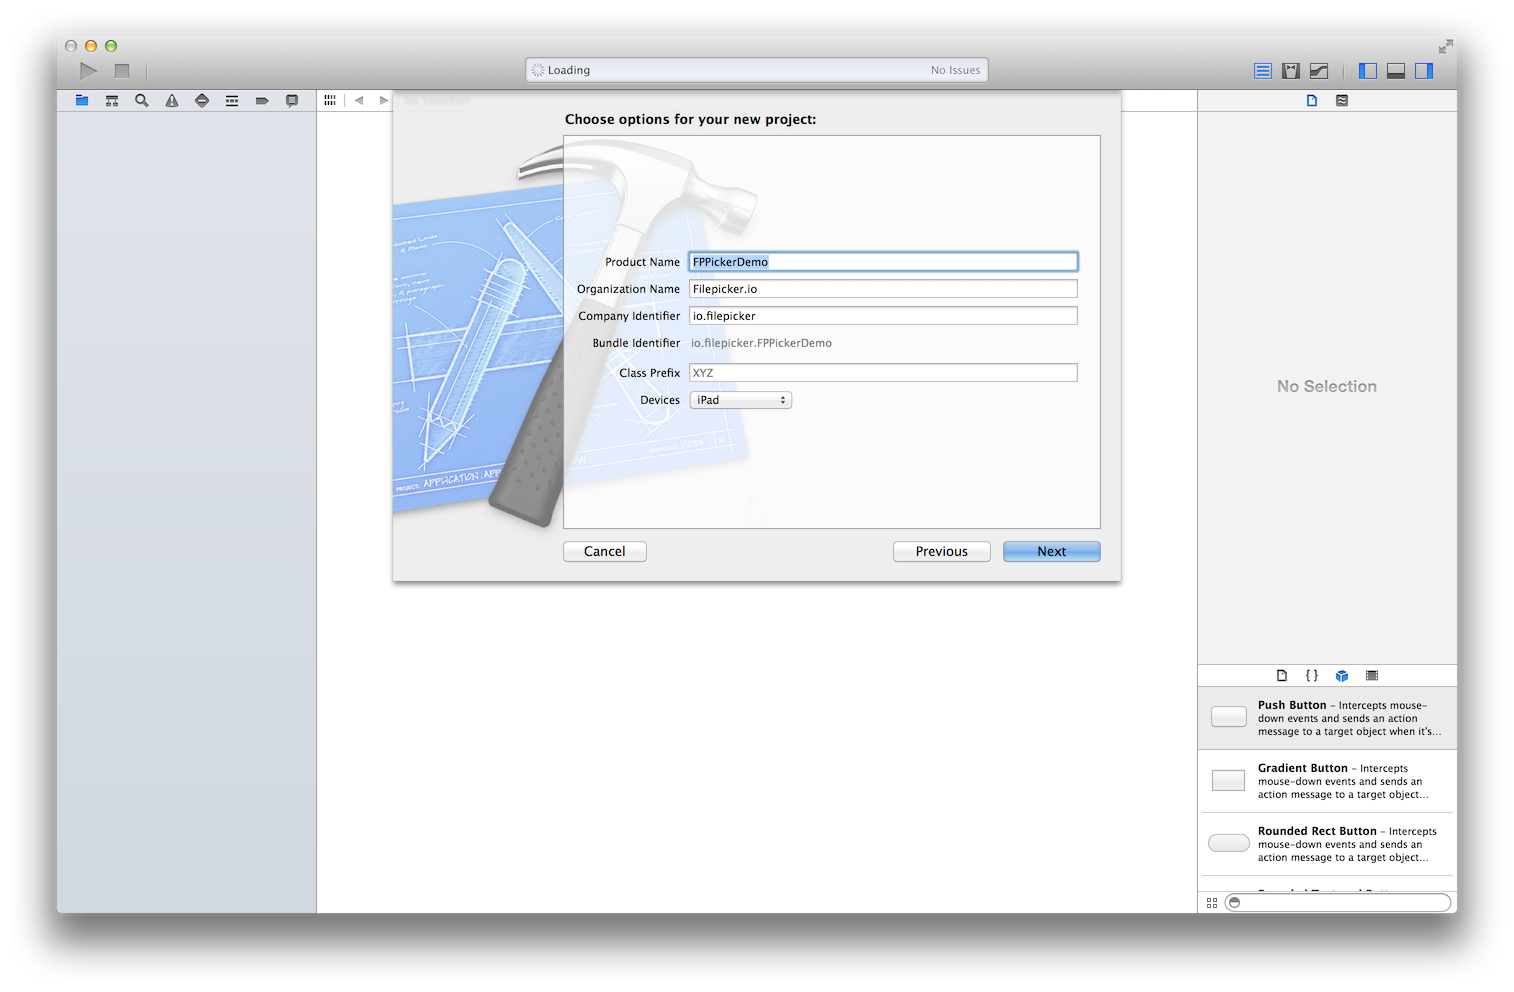 Loading
No Issues
No Selection
Choose options for your new project:
Product Name
FPPickerDemo
Organization Name
Filepicker.io
Company Identifier
io.filepicker
Bundle Identifier
io.filepicker.FPPickerDemo
Class Prefix
XYZ
Devices
iPad
PROJECT: APPLICATION.APP
Cancel
Previous
Next
No Selection
{ }
Push Button – Intercepts mouse-
down events and sends an action
message to a target object when it's...
Gradient Button – Intercepts
mouse-down events and sends an
action message to a target object...
Rounded Rect Button – Intercepts
mouse-down events and sends an
action message to a target object...